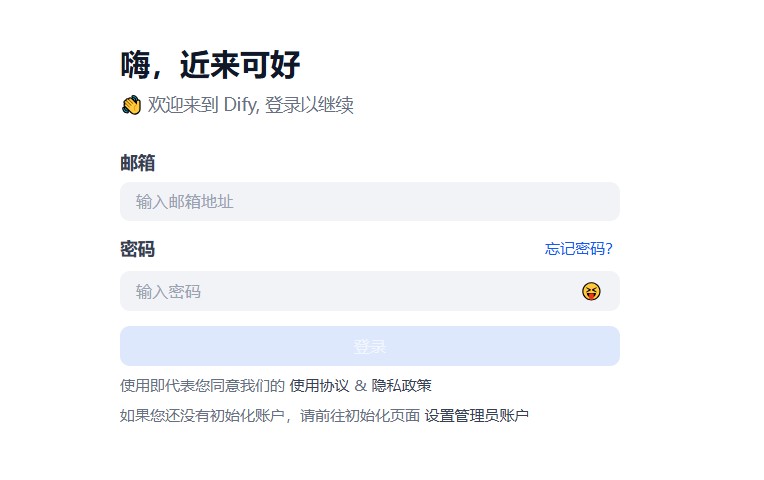 嗨，近来可好
👋 欢迎来到 Dify, 登录以继续
邮箱
输入邮箱地址
密码 忘记密码？
输入密码
登录
使用即代表您同意我们的 使用协议 & 隐私政策
如果您还没有初始化账户，请前往初始化页面 设置管理员账户